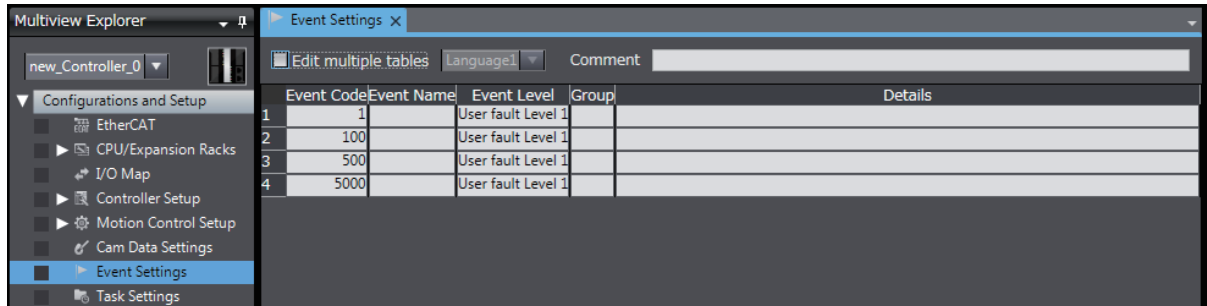 Multiview Explorer
new_Controller_0
Configurations and Setup
EtherCAT
CPU/Expansion Racks
I/O Map
Controller Setup
Motion Control Setup
Cam Data Settings
Event Settings
Task Settings
Event Settings
Edit multiple tables Language1 Comment
Event Code Event Name Event Level Group Details
1 1 User fault Level 1
2 100 User fault Level 1
3 500 User fault Level 1
4 5000 User fault Level 1